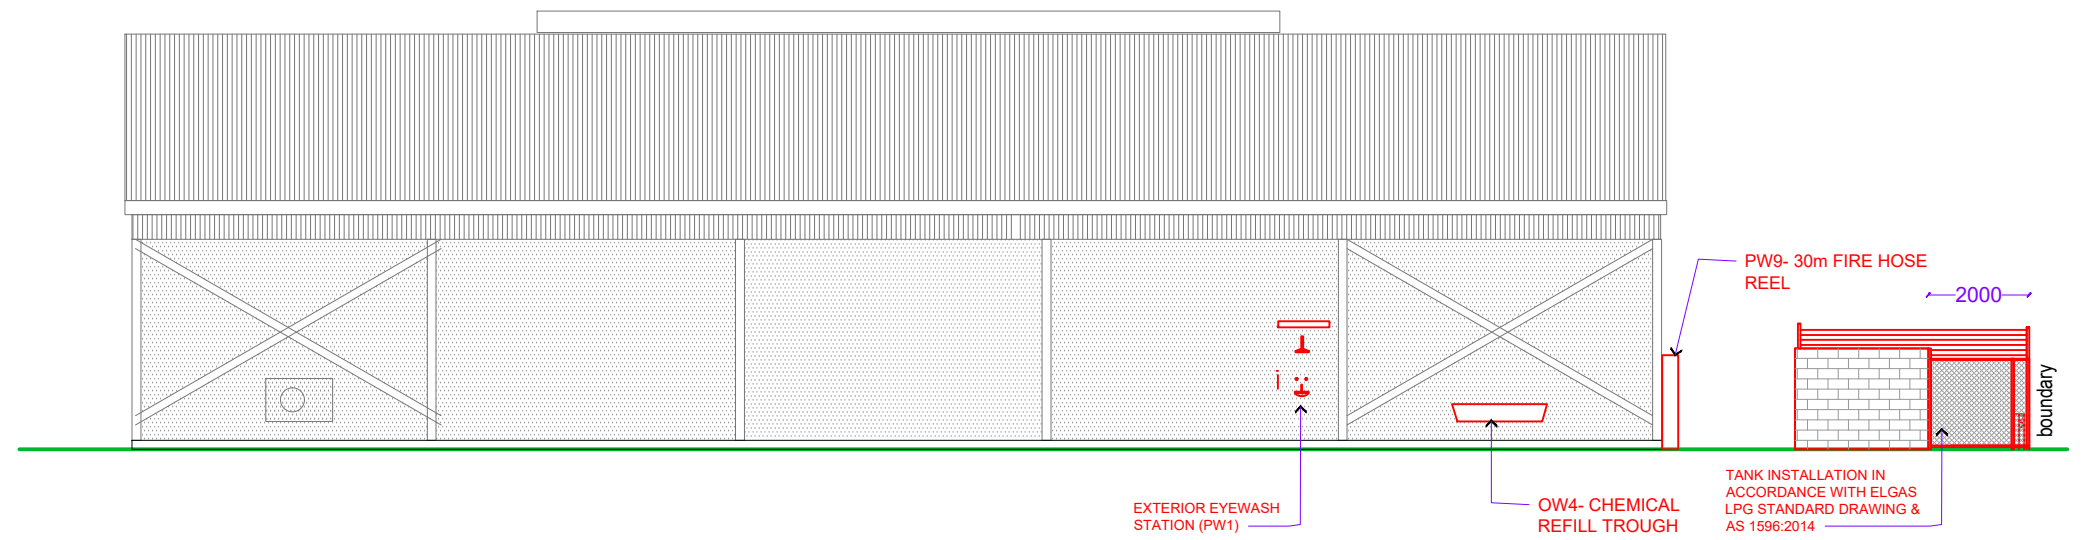 PW9- 30m FIRE HOSE
REEL
2000
boundary
i
EXTERIOR EYEWASH
STATION (PW1)
OW4- CHEMICAL
REFILL TROUGH
TANK INSTALLATION IN
ACCORDANCE WITH ELGAS
LPG STANDARD DRAWING &
AS 1596:2014